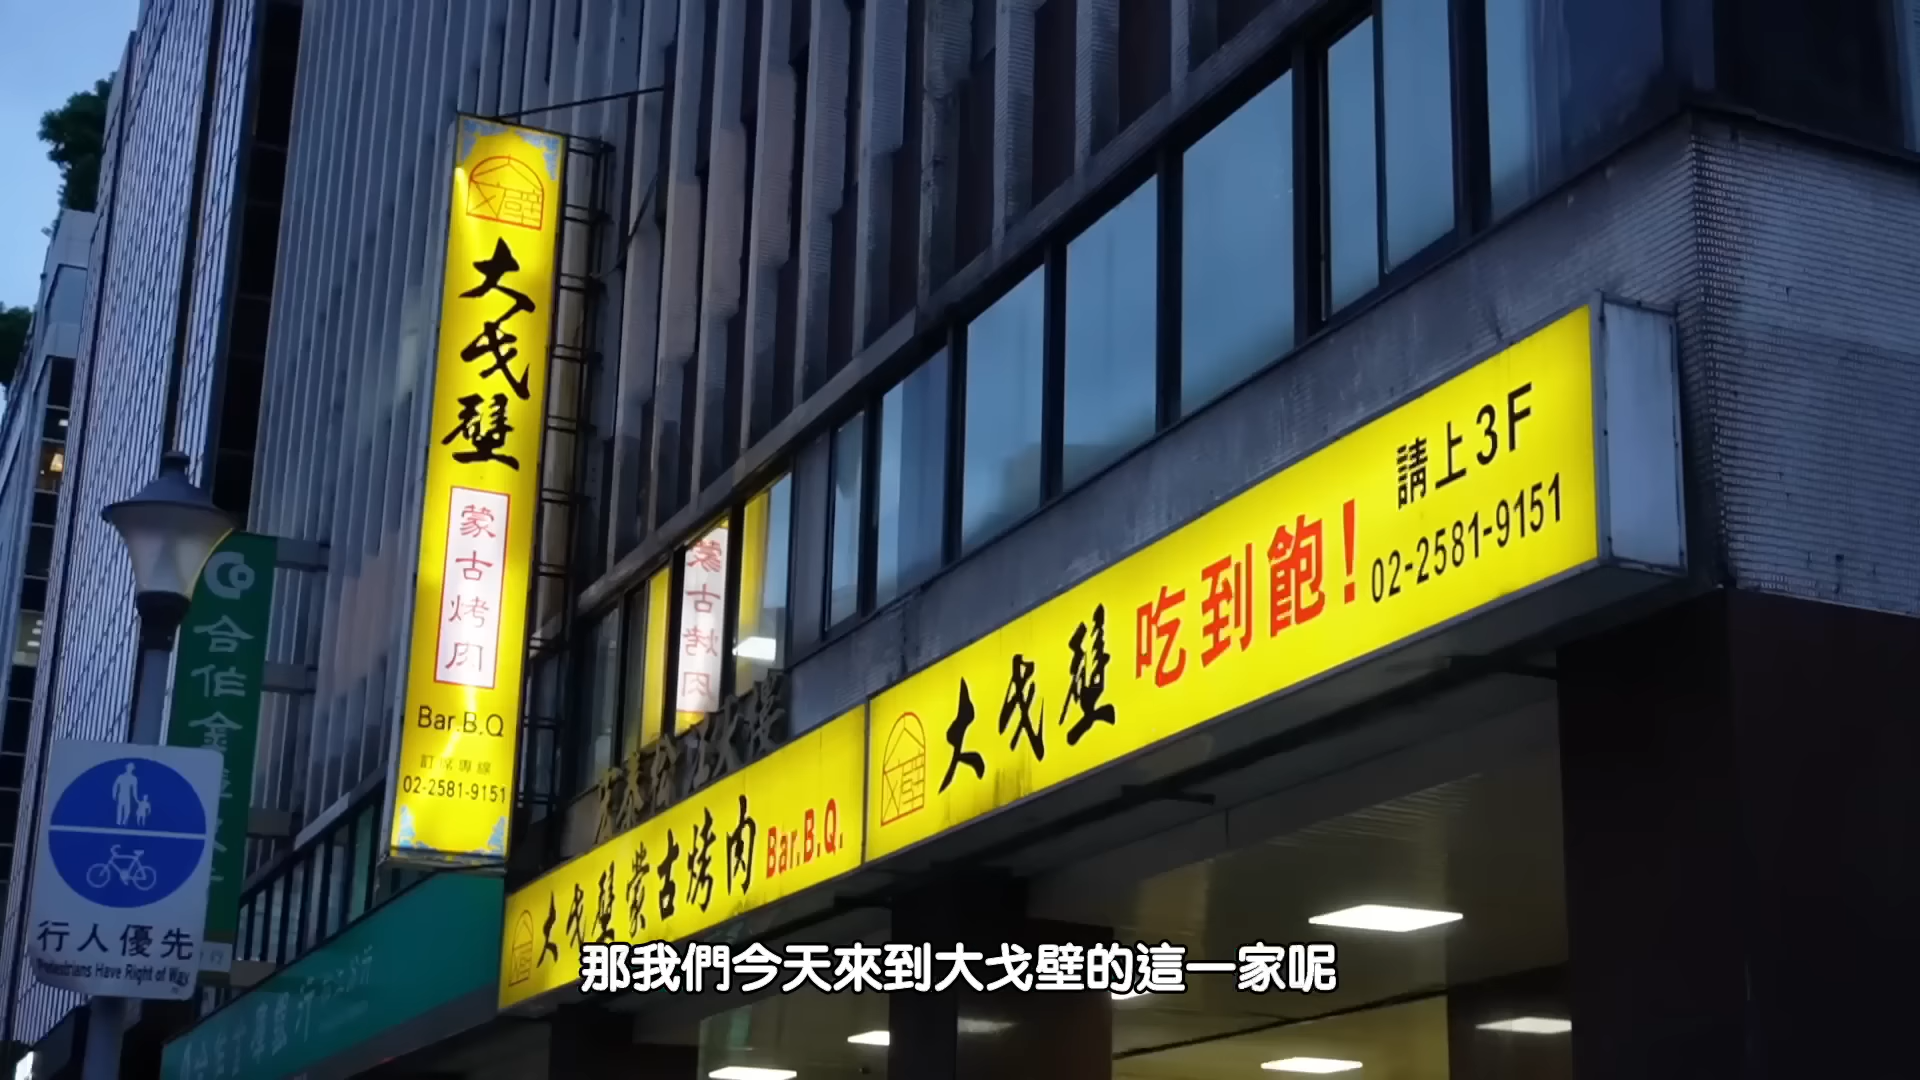 大戈壁
蒙古烤肉
Bar.B.Q
訂席專線
02-2581-9151
蒙古烤肉
大戈壁蒙古烤肉 Bar.B.Q.
大戈壁 吃到飽!
請上3F
02-2581-9151
合伯金
行人優先
Pedestrians Have Right of Way
那我們今天來到大戈壁的這一家呢